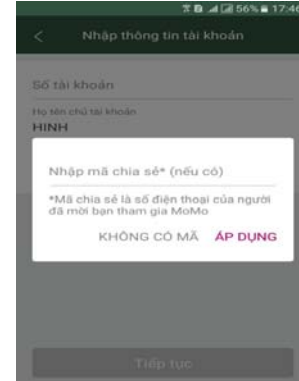 56% 17:46
< Nhập thông tin tài khoản
Số tài khoản
Họ tên chủ tài khoản
HINH
Nhập mã chia sẻ* (nếu có)
*Mã chia sẻ là số điện thoại của người
đã mời bạn tham gia MoMo
KHÔNG CÓ MÃ ÁP DỤNG
Tiếp tục